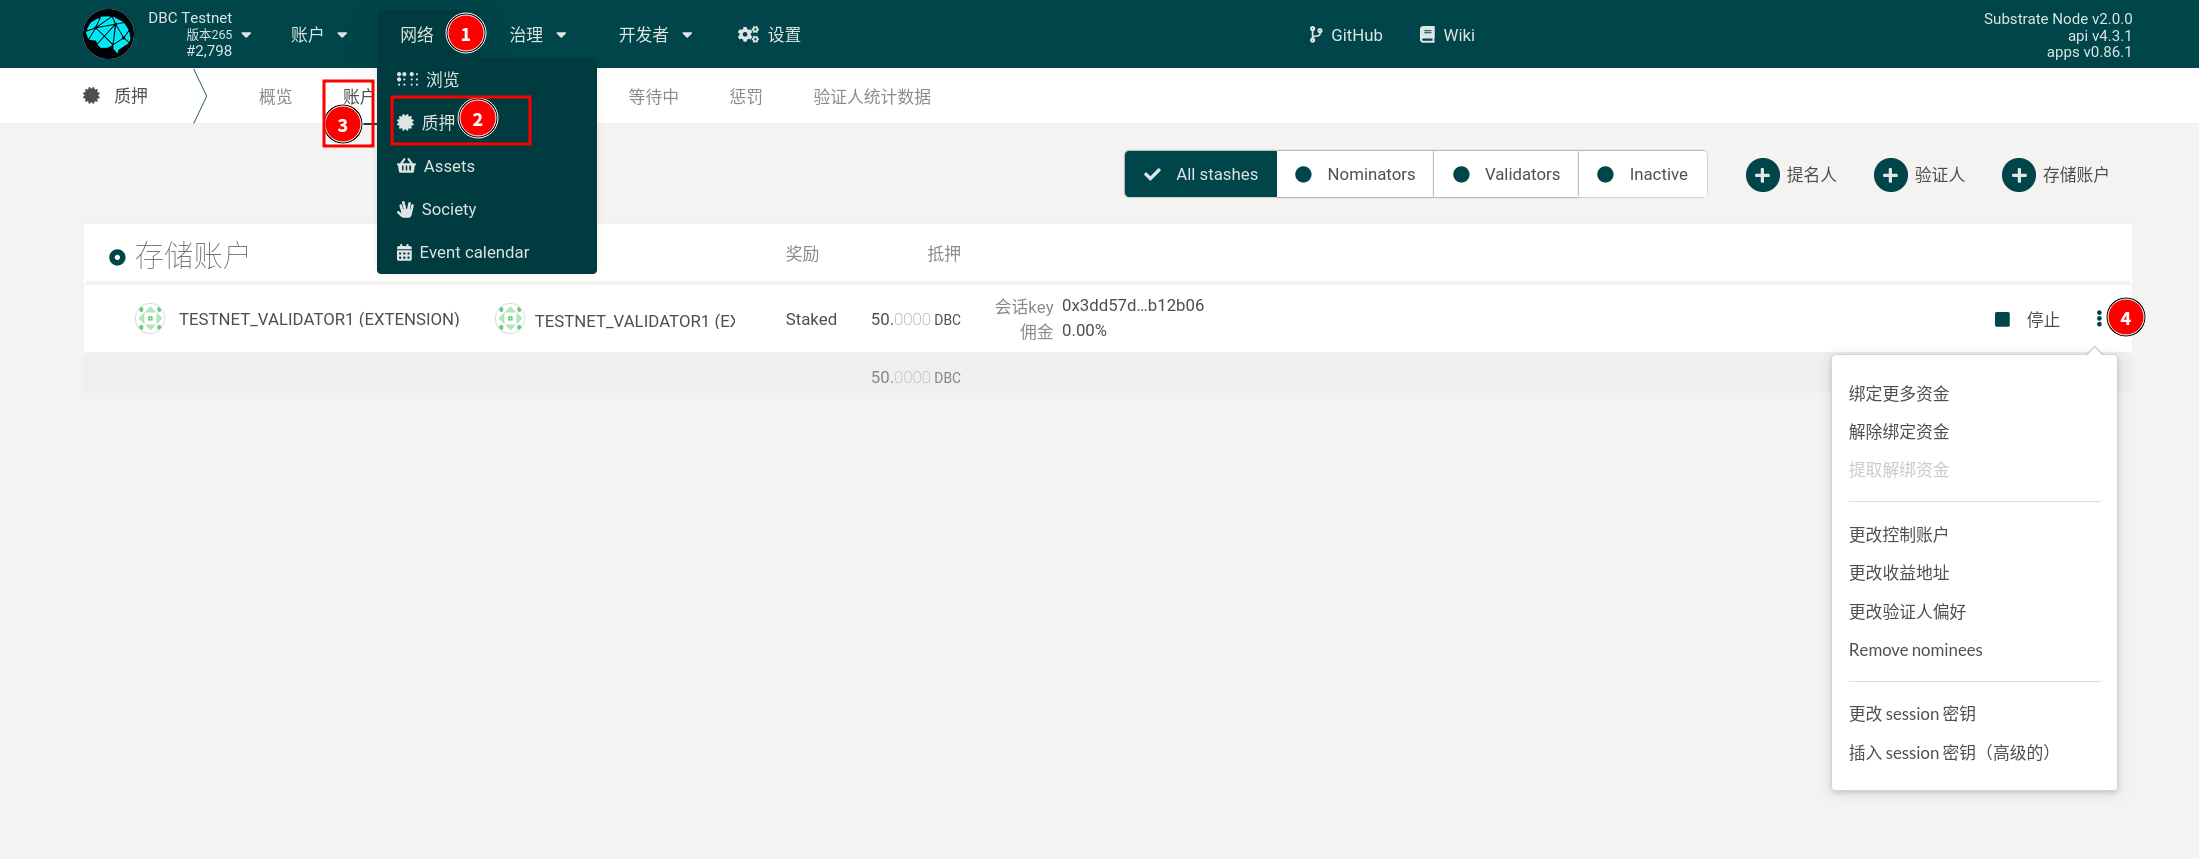 DBC Testnet
版本265
#2,798
账户
网络
1
治理
开发者
设置
GitHub
Wiki
Substrate Node v2.0.0
api v4.3.1
apps v0.86.1
质押
概览
账户
3
等待中
惩罚
验证人统计数据
浏览
质押
2
Assets
Society
Event calendar
All stashes
Nominators
Validators
Inactive
提名人
验证人
存储账户
存储账户
奖励
抵押
TESTNET_VALIDATOR1 (EXTENSION)
TESTNET_VALIDATOR1 (EX
Staked
50.0000 DBC
会话key 0x3dd57d…b12b06
佣金 0.00%
停止
4
50.0000 DBC
绑定更多资金
解除绑定资金
提取解绑资金
更改控制账户
更改收益地址
更改验证人偏好
Remove nominees
更改 session 密钥
插入 session 密钥（高级的）